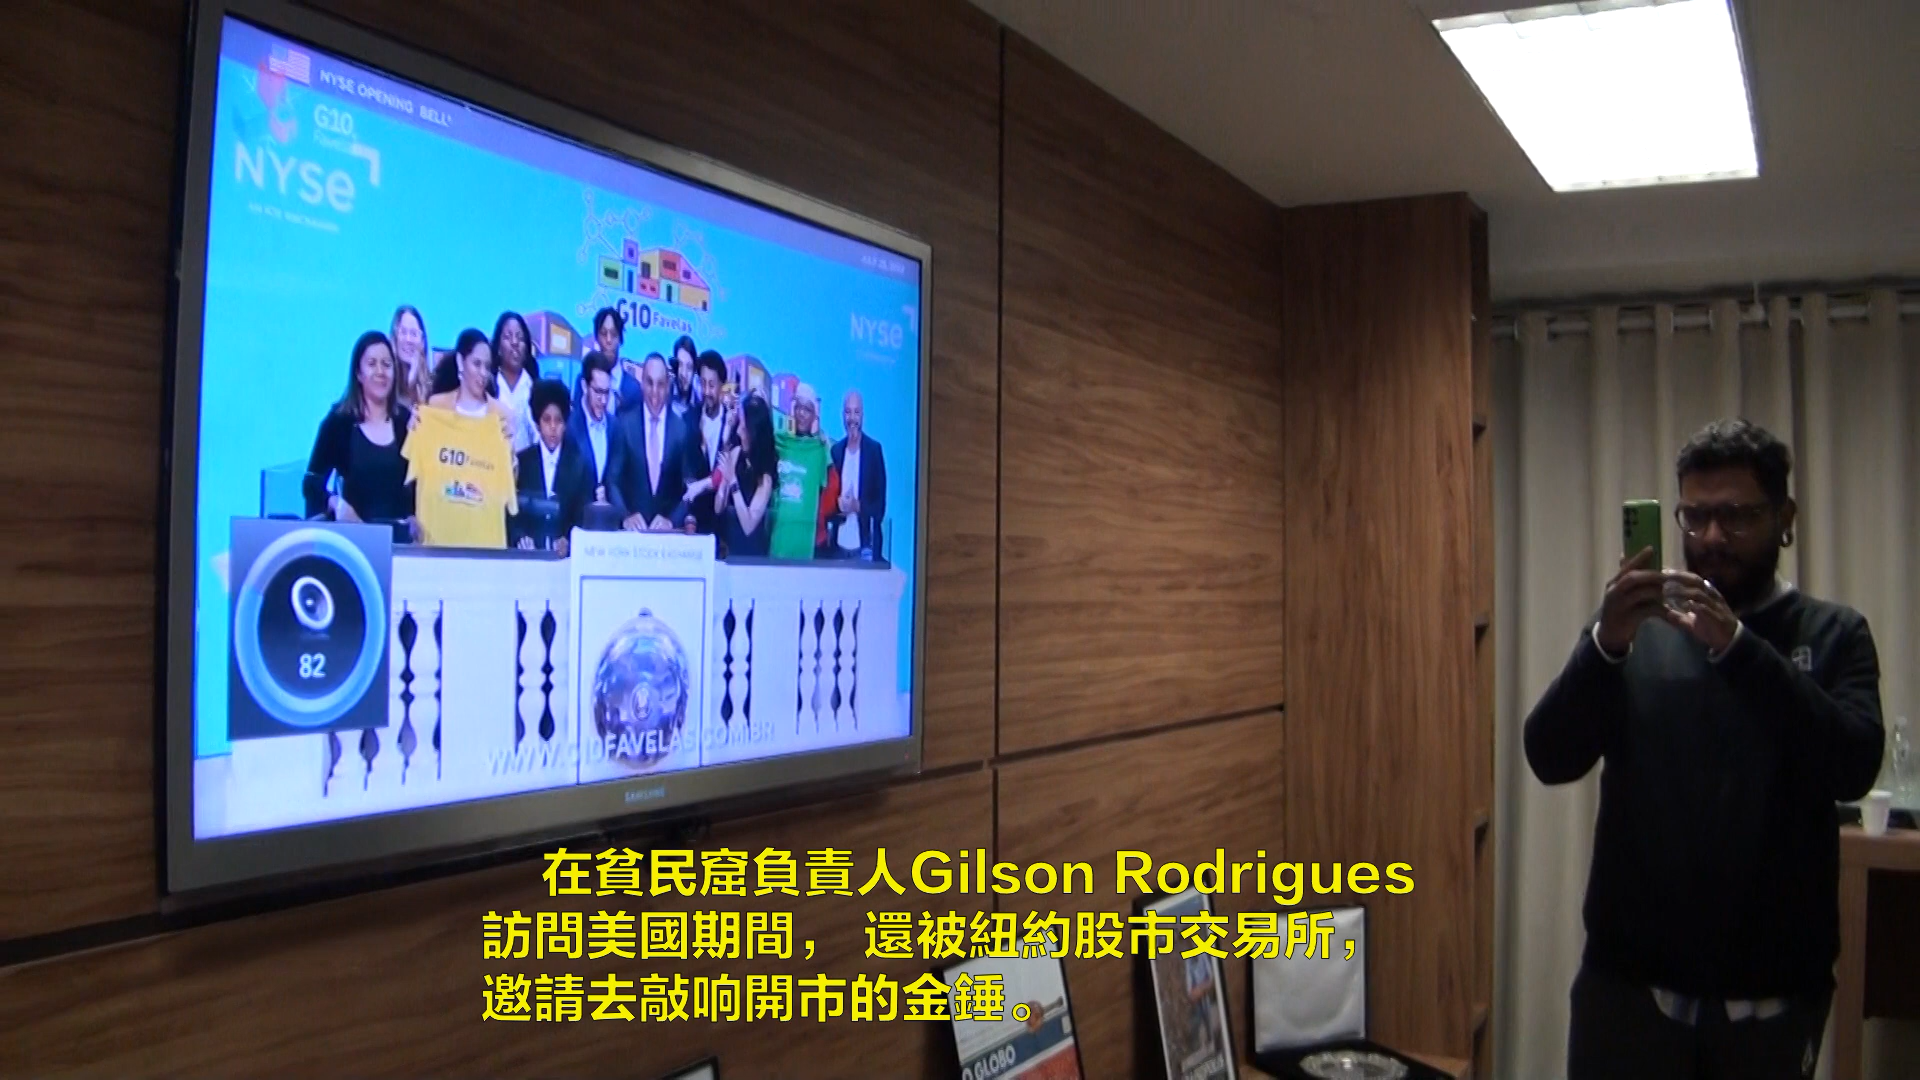 NYSE OPENING BELL
G10
NYSE
G10 Favelas
NYSE
G10 Favelas
NEW YORK STOCK EXCHANGE
82
WWW.G10FAVELAS.COM.BR
SAMSUNG
在貧民窟負責人Gilson Rodrigues
訪問美國期間， 還被紐約股市交易所，
邀請去敲响開市的金錘。
O GLOBO